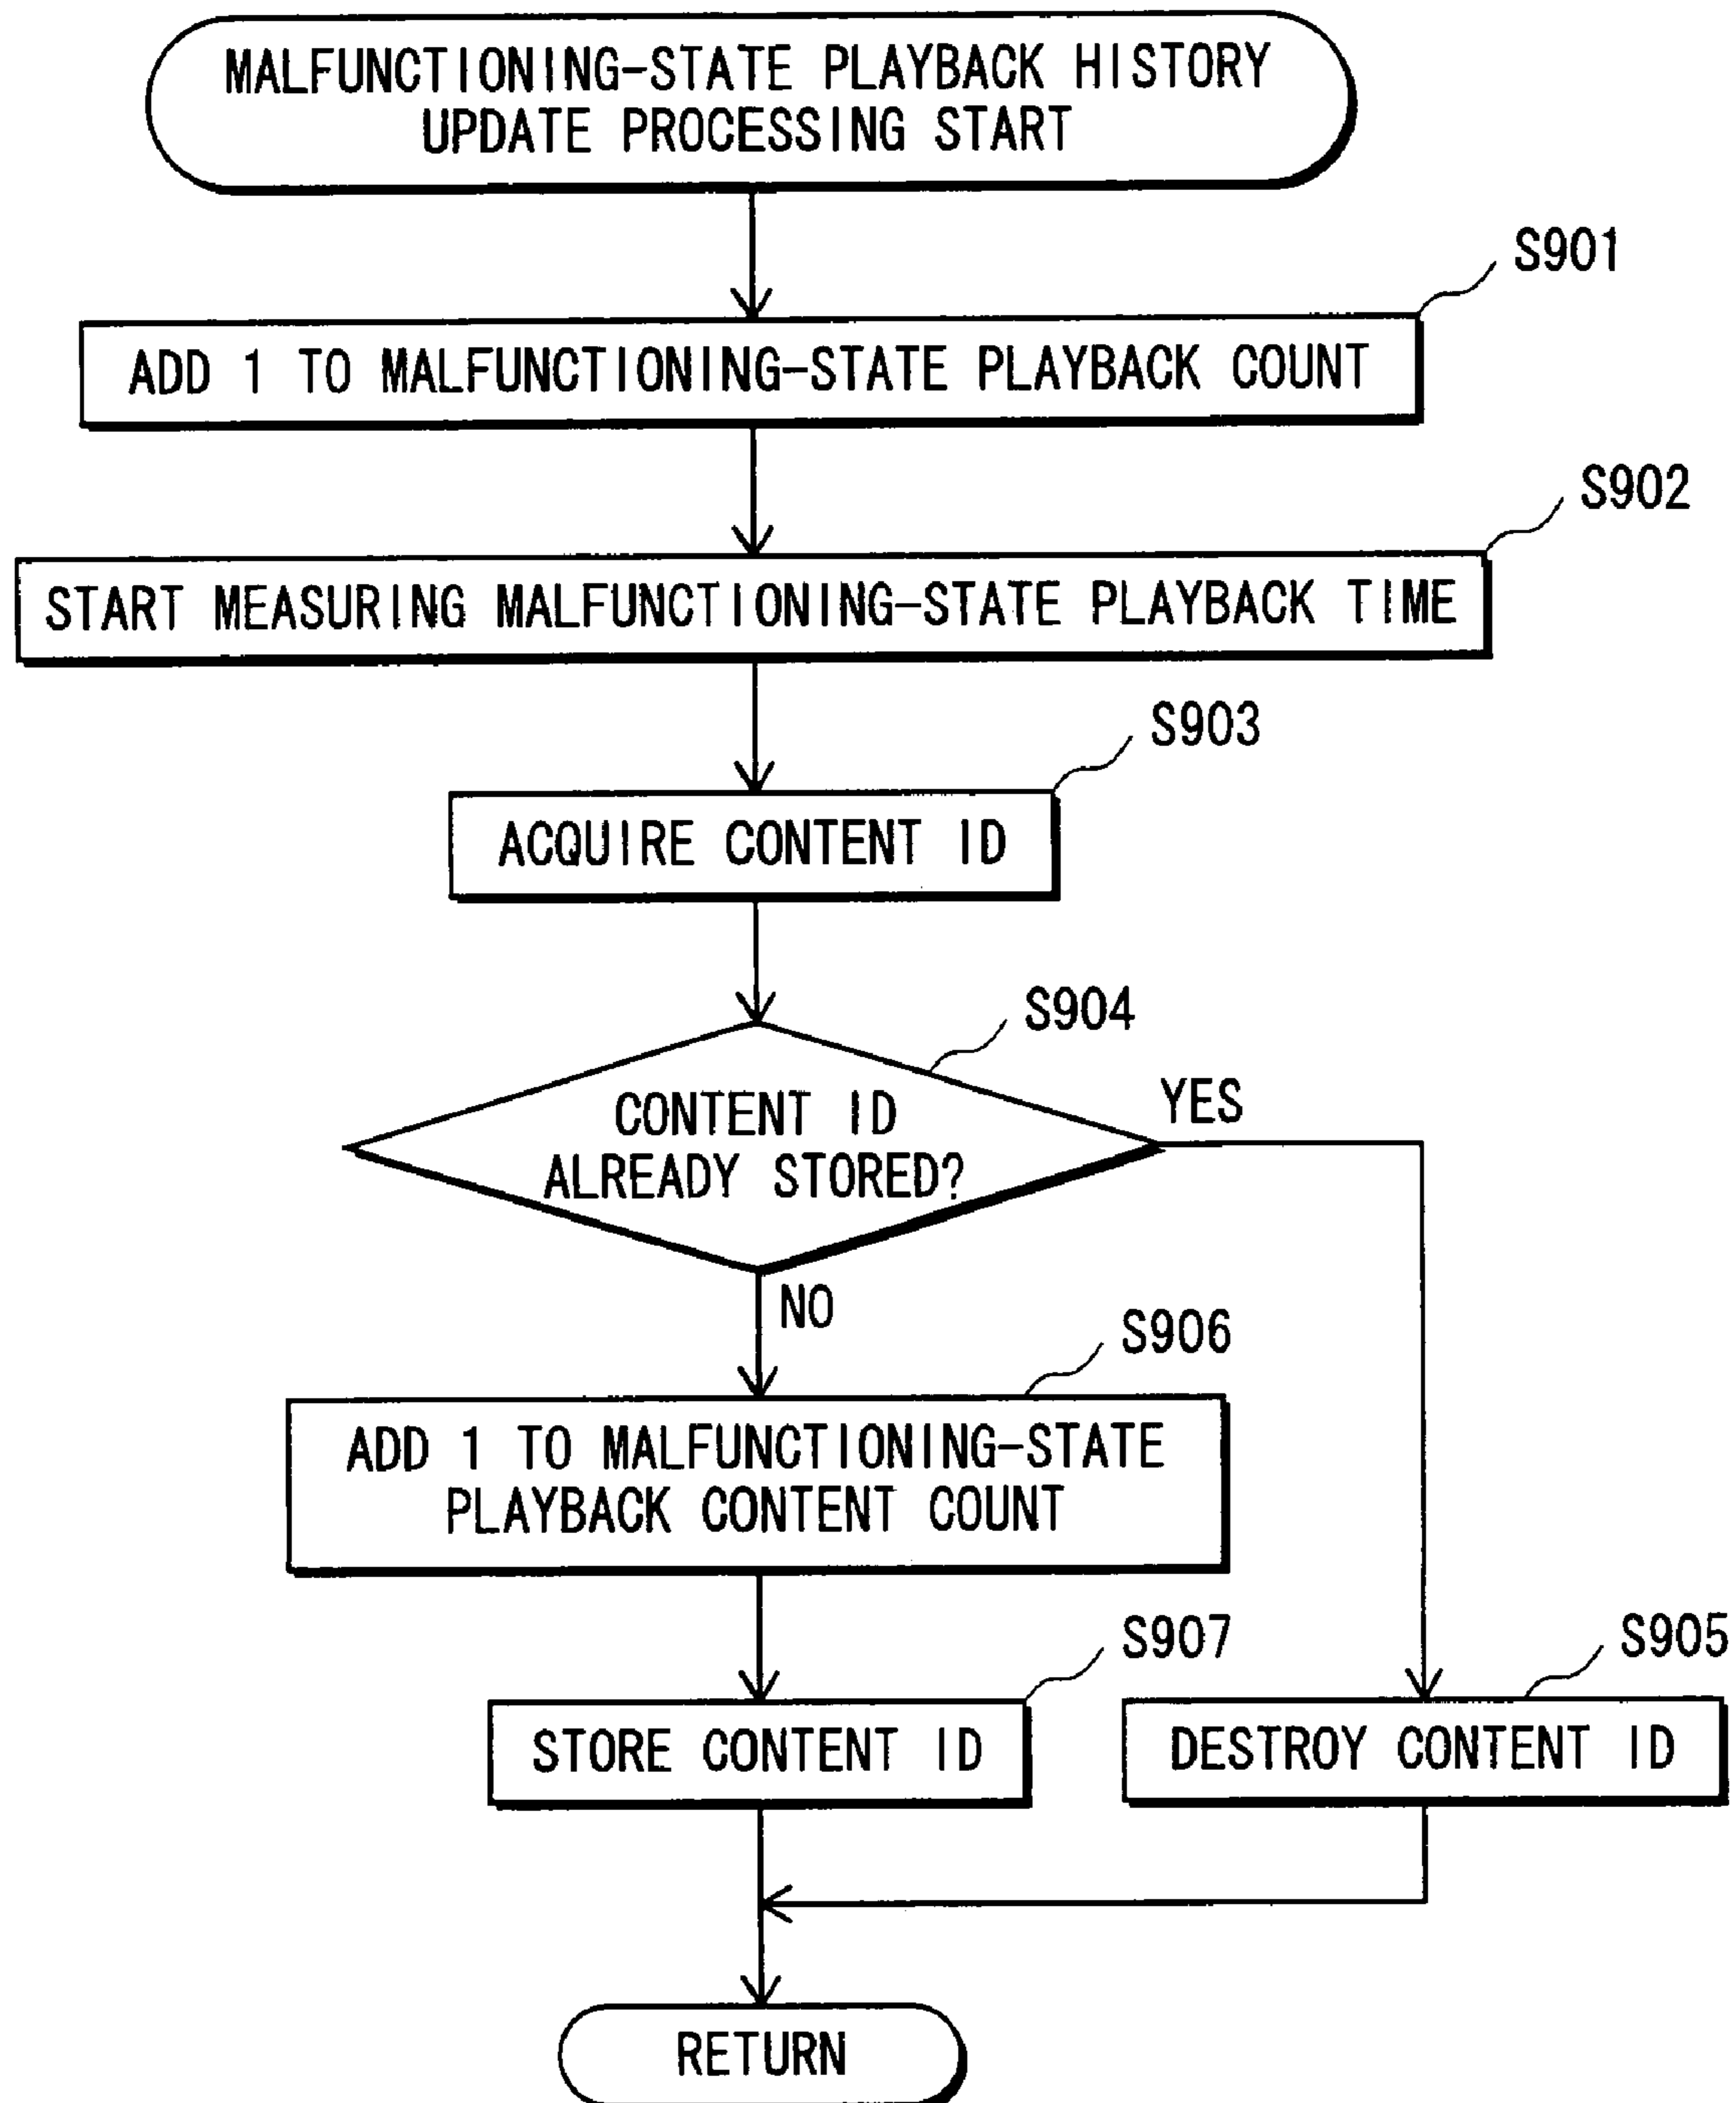 MALFUNCTIONING-STATE PLAYBACK HISTORY
UPDATE PROCESSING START
S901
ADD 1 TO MALFUNCTIONING-STATE PLAYBACK COUNT
S902
START MEASURING MALFUNCTIONING-STATE PLAYBACK TIME
S903
ACQUIRE CONTENT ID
S904
CONTENT ID
ALREADY STORED?
YES
NO
S906
ADD 1 TO MALFUNCTIONING-STATE
PLAYBACK CONTENT COUNT
S907
STORE CONTENT ID
S905
DESTROY CONTENT ID
RETURN